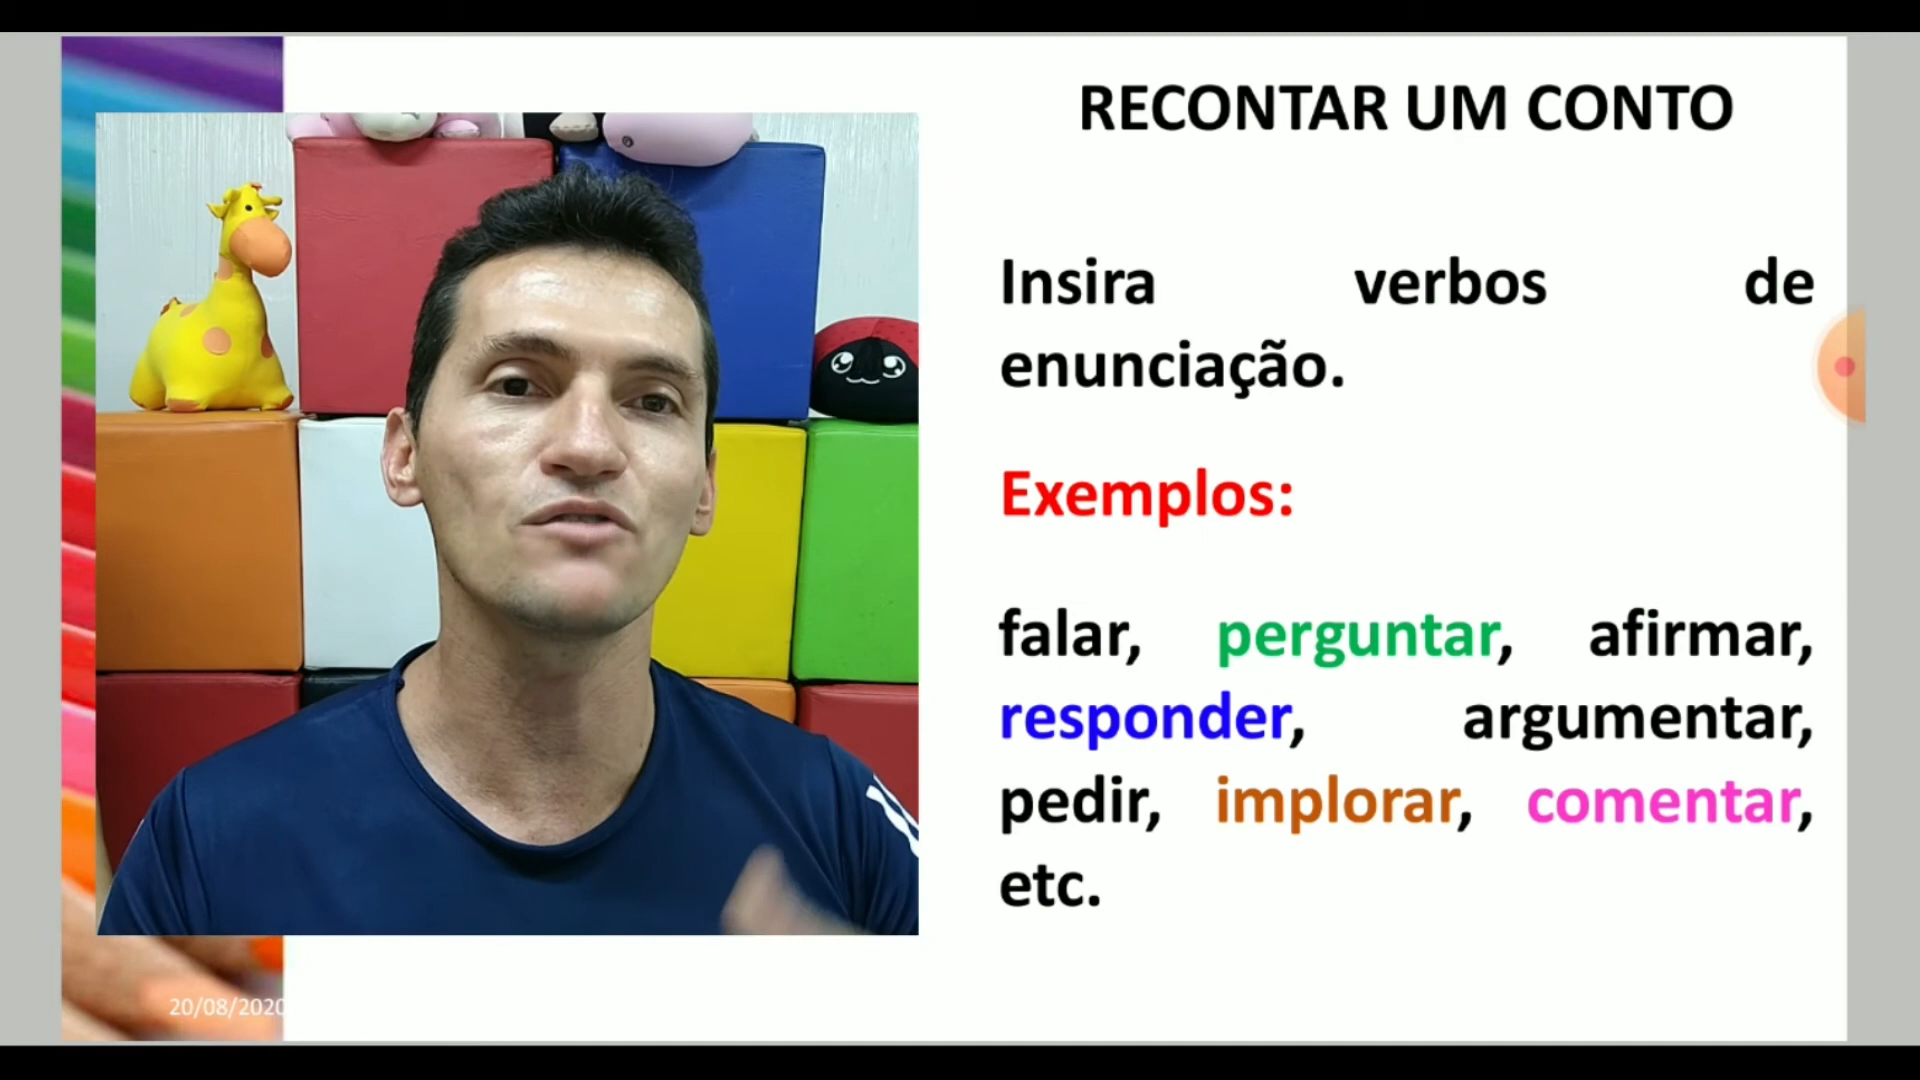 RECONTAR UM CONTO
Insira verbos de
enunciação.
Exemplos:
falar, perguntar, afirmar,
responder, argumentar,
pedir, implorar, comentar,
etc.
20/08/2020